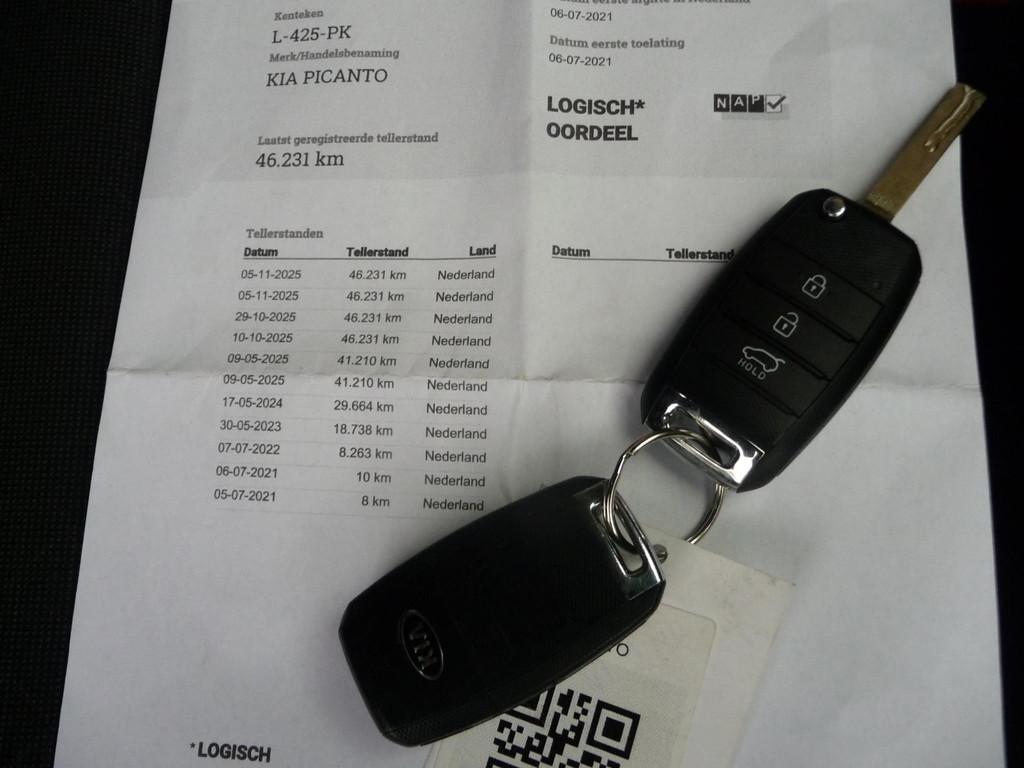 Kenteken
L-425-PK
Merk/Handelsbenaming
KIA PICANTO
Laatst geregistreerde tellerstand
46.231 km
eerste afgifte in Nederland
06-07-2021
Datum eerste toelating
06-07-2021
LOGISCH*
OORDEEL
NAP
Tellerstanden
Datum Tellerstand Land
05-11-2025 46.231 km Nederland
05-11-2025 46.231 km Nederland
29-10-2025 46.231 km Nederland
10-10-2025 46.231 km Nederland
09-05-2025 41.210 km Nederland
09-05-2025 41.210 km Nederland
17-05-2024 29.664 km Nederland
30-05-2023 18.738 km Nederland
07-07-2022 8.263 km Nederland
06-07-2021 10 km Nederland
05-07-2021 8 km Nederland
Datum Tellerstand
HOLD
KIA
*LOGISCH